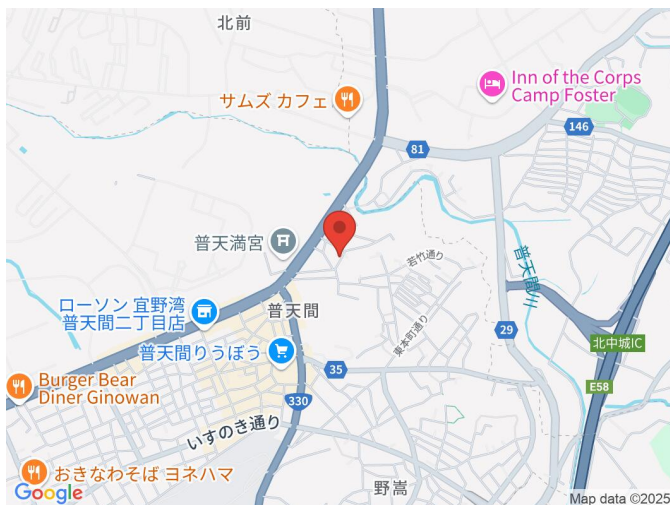 北前
サムズ カフェ
Inn of the Corps
Camp Foster
146
81
普天満宮
若竹通り
普天間川
ローソン 宜野湾
普天間二丁目店
普天間
東本町通り
29
北中城IC
普天間りうぼう
35
E58
Burger Bear
Diner Ginowan
330
いすのき通り
おきなわそば ヨネハマ
野嵩
Google
Map data ©2025